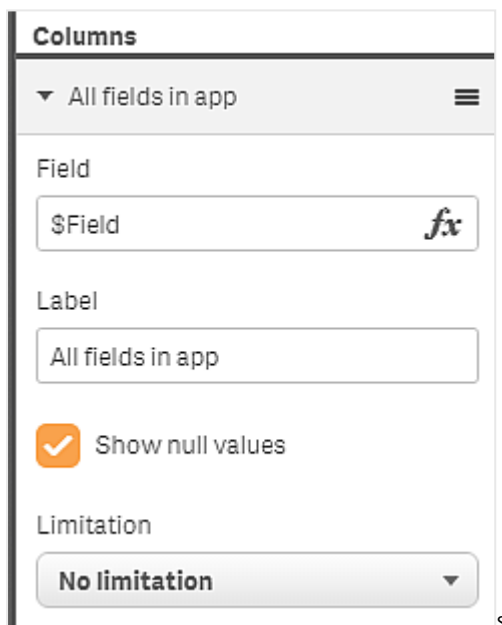 Columns
All fields in app
Field
$Field fx
Label
All fields in app
Show null values
Limitation
No limitation